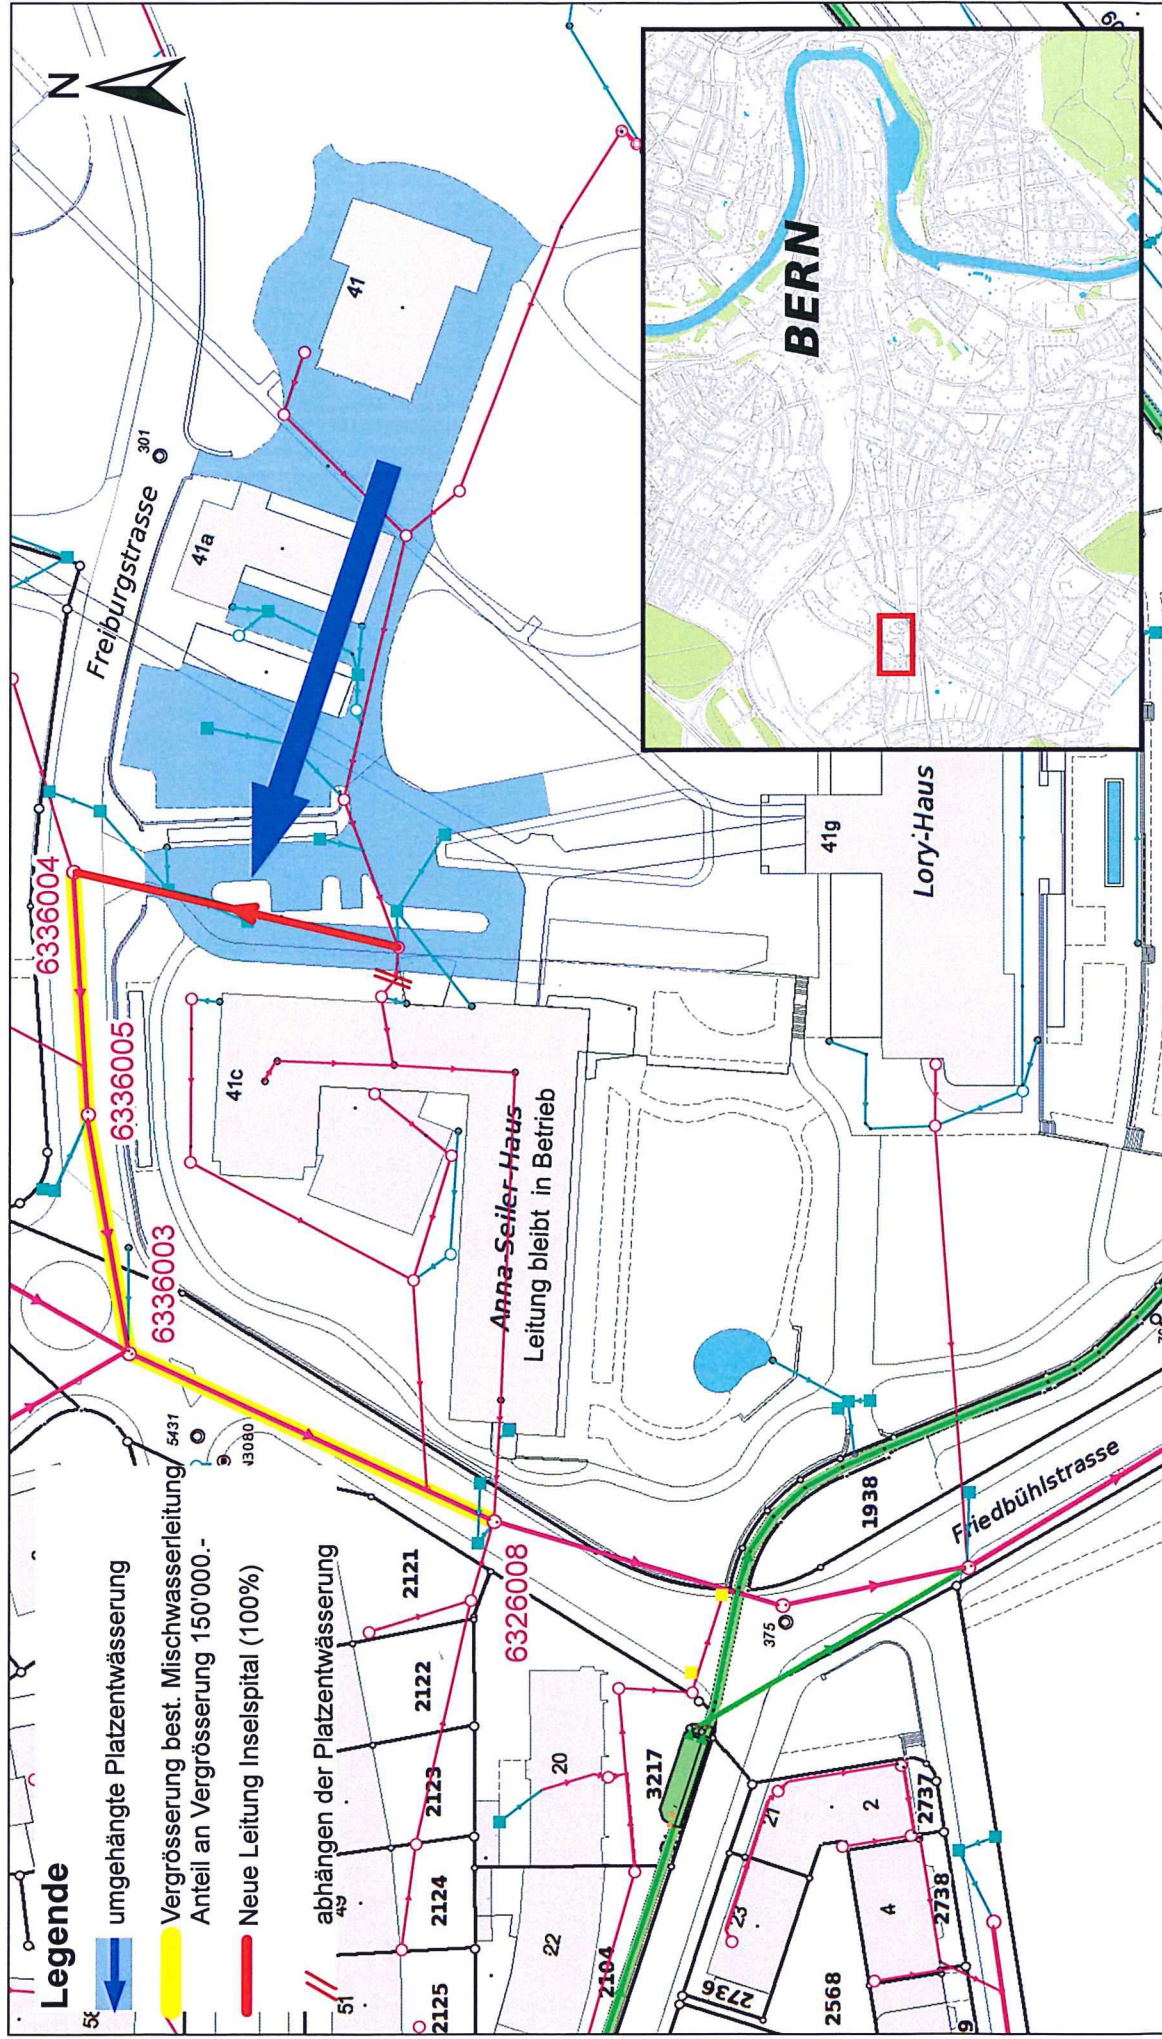 Legende
umgehängte Platzentwässerung
Vergrösserung best. Mischwasserleitung
Anteil an Vergrösserung 150'000.-
Neue Leitung Inselspital (100%)
abhängen der Platzentwässerung
N
Freiburgstrasse
301
41
41a
6336004
6336005
6336003
41c
Anna-Seiler-Haus
Leitung bleibt in Betrieb
41g
Lory-Haus
BERN
5431
6326008
2121
2122
2123
2124
2125
49
51
20
22
3217
375
1938
Friedbühlstrasse
2104
21
2
2737
23
4
2738
2736
2568
9